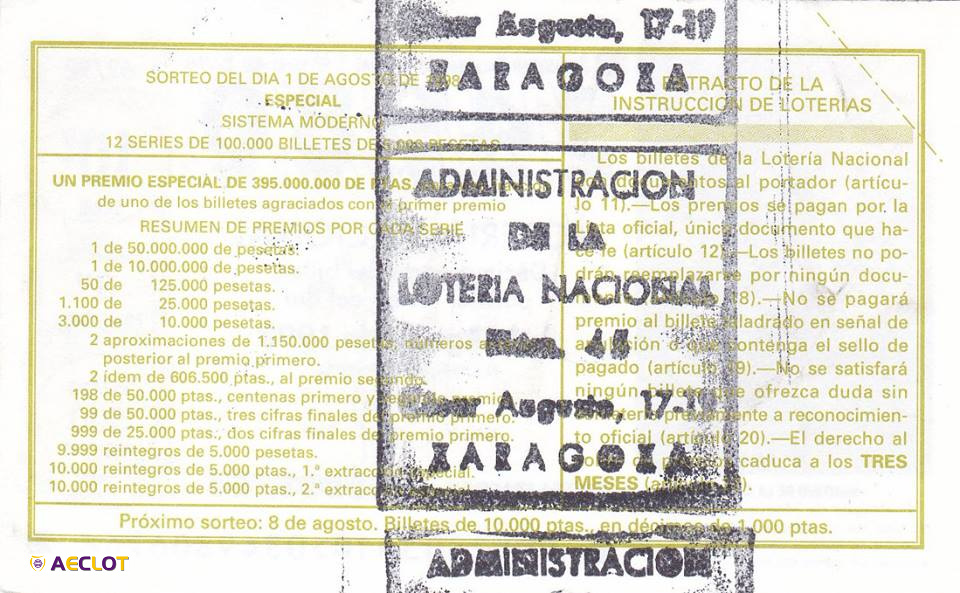 Augusto, 17-19
ZARAGOZA
SORTEO DEL DIA 1 DE AGOSTO DE
ESPECIAL
SISTEMA MODERNO
12 SERIES DE 100.000 BILLETES DE 5.000 PESETAS
UN PREMIO ESPECIAL DE 395.000.000 DE PTAS
de uno de los billetes agraciados con el primer premio
RESUMEN DE PREMIOS POR CADA SERIE
1 de 50.000.000 de pesetas.
1 de 10.000.000 de pesetas.
50 de 125.000 pesetas.
1.100 de 25.000 pesetas.
3.000 de 10.000 pesetas.
2 aproximaciones de 1.150.000 pesetas, números
posterior al premio primero.
2 ídem de 606.500 ptas., al premio segundo.
198 de 50.000 ptas., centenas primero y segundo premio
99 de 50.000 ptas., tres cifras finales del premio primero.
999 de 25.000 ptas., dos cifras finales del premio primero.
9.999 reintegros de 5.000 pesetas.
10.000 reintegros de 5.000 ptas., 1.ª extracción especial.
10.000 reintegros de 5.000 ptas., 2.ª
EXTRACTO DE LA
INSTRUCCION DE LOTERIAS
Los billetes de la Lotería Nacional
documentos al portador (artícu-
lo 11).—Los premios se pagan por la
lista oficial, único documento que ha-
ce fe (artículo 12).—Los billetes no po-
drán reemplazarse por ningún docu-
18).—No se pagará
premio al billete taladrado en señal de
anulación o que contenga el sello de
pagado (artículo 19).—No se satisfará
ningún billete que ofrezca duda sin
previamente a reconocimien-
to oficial (artículo 20).—El derecho al
caduca a los TRES
MESES
ADMINISTRACION
DE LA
LOTERIA NACIONAL
Núm. 45
Augusto, 17-19
ZARAGOZA
Próximo sorteo: 8 de agosto. Billetes de 10.000 ptas., en décimos de 1.000 ptas.
AECLOT
ADMINISTRACION